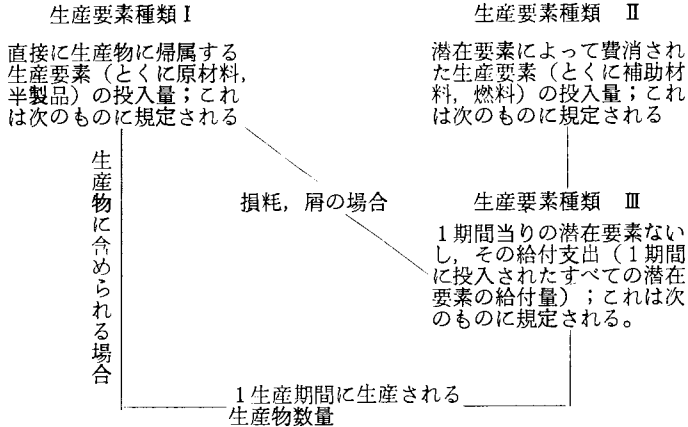 生産要素種類Ⅰ
直接に生産物に帰属する
生産要素（とくに原材料，
半製品）の投入量；これ
は次のものに規定される
生産要素種類　Ⅱ
潜在要素によって費消され
た生産要素（とくに補助材
料，燃料）の投入量；これ
は次のものに規定される
生産物に含められる場合
損耗，屑の場合
生産要素種類　Ⅲ
１期間当りの潜在要素ない
し，その給付支出（１期間
に投入されたすべての潜在
要素の給付量）；これは次
のものに規定される。
１生産期間に生産される
生産物数量